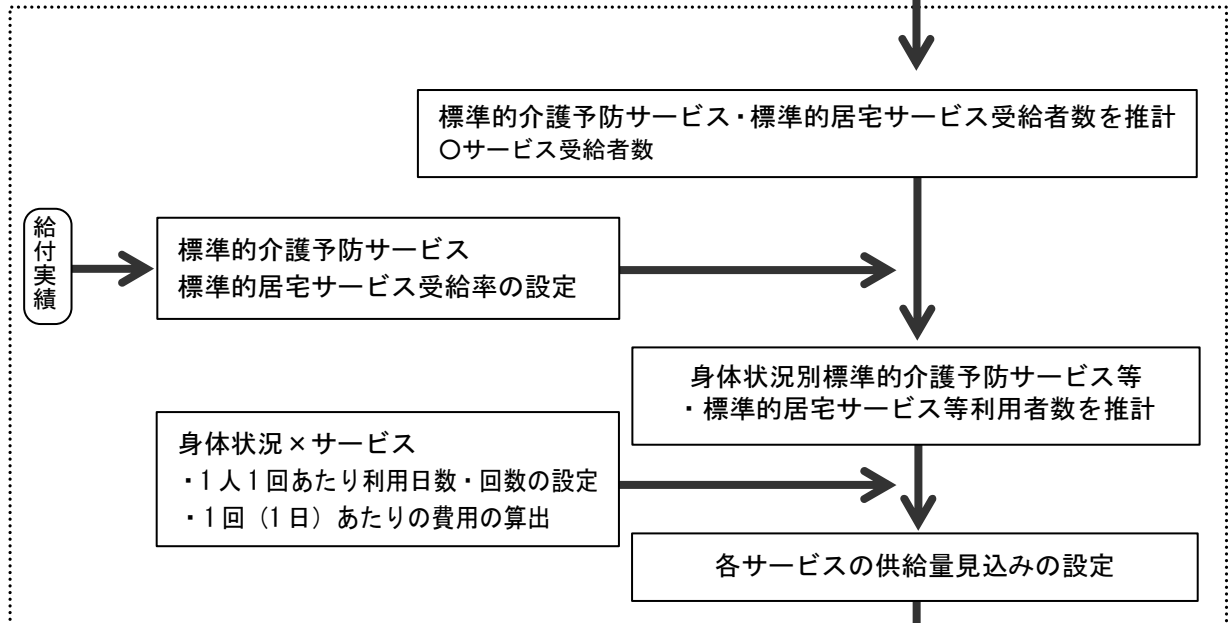 標準的介護予防サービス・標準的居宅サービス受給者数を推計
〇サービス受給者数
給付実績
標準的介護予防サービス
標準的居宅サービス受給率の設定
身体状況別標準的介護予防サービス等
・標準的居宅サービス等利用者数を推計
身体状況×サービス
・1人1回あたり利用日数・回数の設定
・1回（1日）あたりの費用の算出
各サービスの供給量見込みの設定